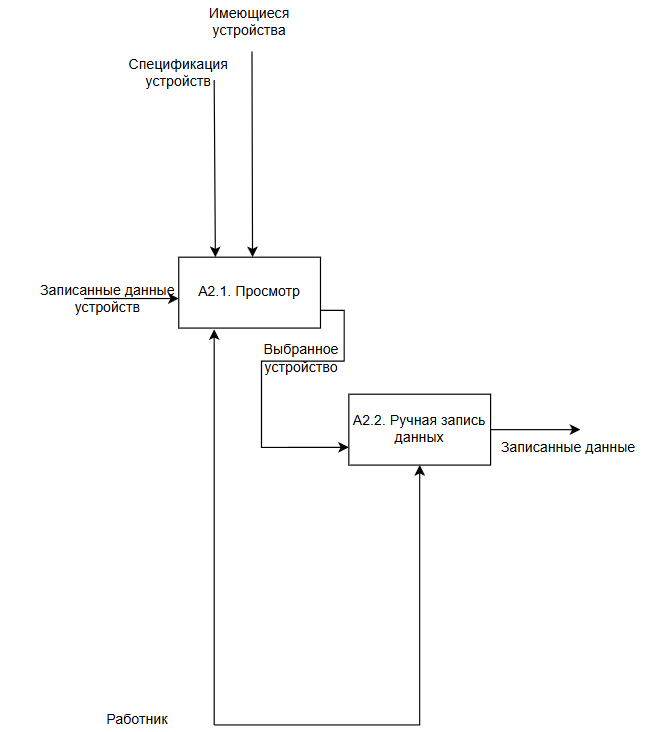 Имеющиеся
устройства
Спецификация
устройств
Записанные данные
устройств
А2.1. Просмотр
Выбранное
устройство
А2.2. Ручная запись
данных
Записанные данные
Работник